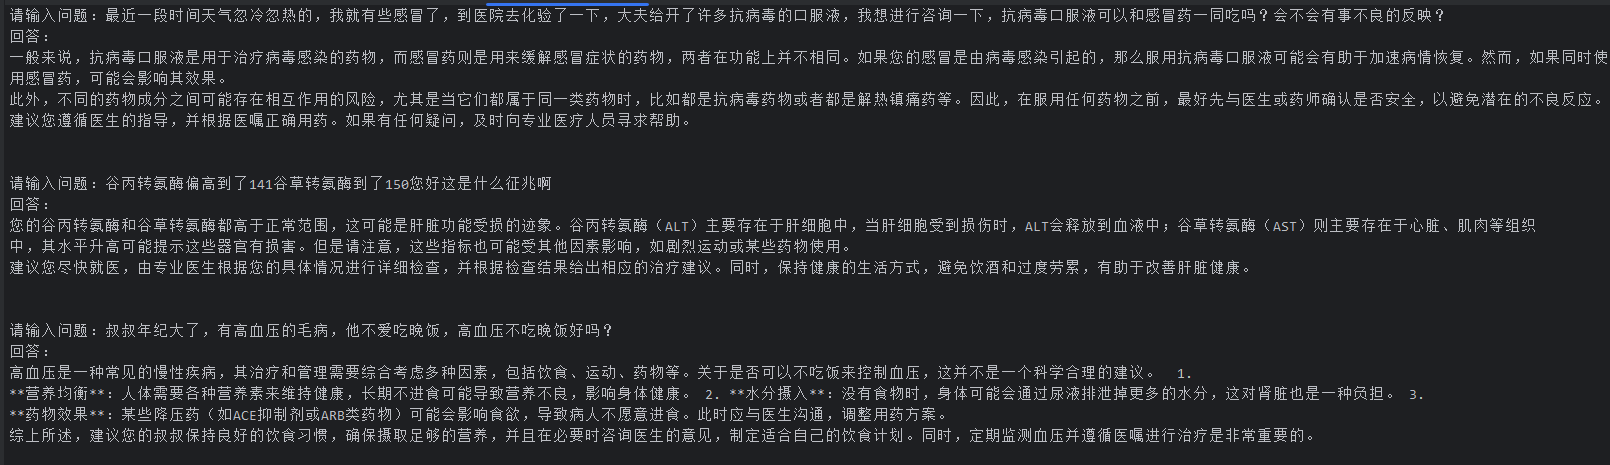 请输入问题：最近一段时间天气忽冷忽热的，我就有些感冒了，到医院去化验了一下，大夫给开了许多抗病毒的口服液，我想进行咨询一下，抗病毒口服液可以和感冒药一同吃吗？会不会有事不良的反映？
回答：
一般来说，抗病毒口服液是用于治疗病毒感染的药物，而感冒药则是用来缓解感冒症状的药物，两者在功能上并不相同。如果您的感冒是由病毒感染引起的，那么服用抗病毒口服液可能会有助于加速病情恢复。然而，如果同时使
用感冒药，可能会影响其效果。
此外，不同的药物成分之间可能存在相互作用的风险，尤其是当它们都属于同一类药物时，比如都是抗病毒药物或者都是解热镇痛药等。因此，在服用任何药物之前，最好先与医生或药师确认是否安全，以避免潜在的不良反应。
建议您遵循医生的指导，并根据医嘱正确用药。如果有任何疑问，及时向专业医疗人员寻求帮助。
请输入问题：谷丙转氨酶偏高到了141谷草转氨酶到了150您好这是什么征兆啊
回答：
您的谷丙转氨酶和谷草转氨酶都高于正常范围，这可能是肝脏功能受损的迹象。谷丙转氨酶（ALT）主要存在于肝细胞中，当肝细胞受到损伤时，ALT会释放到血液中；谷草转氨酶（AST）则主要存在于心脏、肌肉等组织
中，其水平升高可能提示这些器官有损害。但是请注意，这些指标也可能受其他因素影响，如剧烈运动或某些药物使用。
建议您尽快就医，由专业医生根据您的具体情况进行详细检查，并根据检查结果给出相应的治疗建议。同时，保持健康的生活方式，避免饮酒和过度劳累，有助于改善肝脏健康。
请输入问题：叔叔年纪大了，有高血压的毛病，他不爱吃晚饭，高血压不吃晚饭好吗？
回答：
高血压是一种常见的慢性疾病，其治疗和管理需要综合考虑多种因素，包括饮食、运动、药物等。关于是否可以不吃饭来控制血压，这并不是一个科学合理的建议。 1.
**营养均衡**：人体需要各种营养素来维持健康，长期不进食可能导致营养不良，影响身体健康。 2. **水分摄入**：没有食物时，身体可能会通过尿液排泄掉更多的水分，这对肾脏也是一种负担。 3.
**药物效果**：某些降压药（如ACE抑制剂或ARB类药物）可能会影响食欲，导致病人不愿意进食。此时应与医生沟通，调整用药方案。
综上所述，建议您的叔叔保持良好的饮食习惯，确保摄取足够的营养，并且在必要时咨询医生的意见，制定适合自己的饮食计划。同时，定期监测血压并遵循医嘱进行治疗是非常重要的。